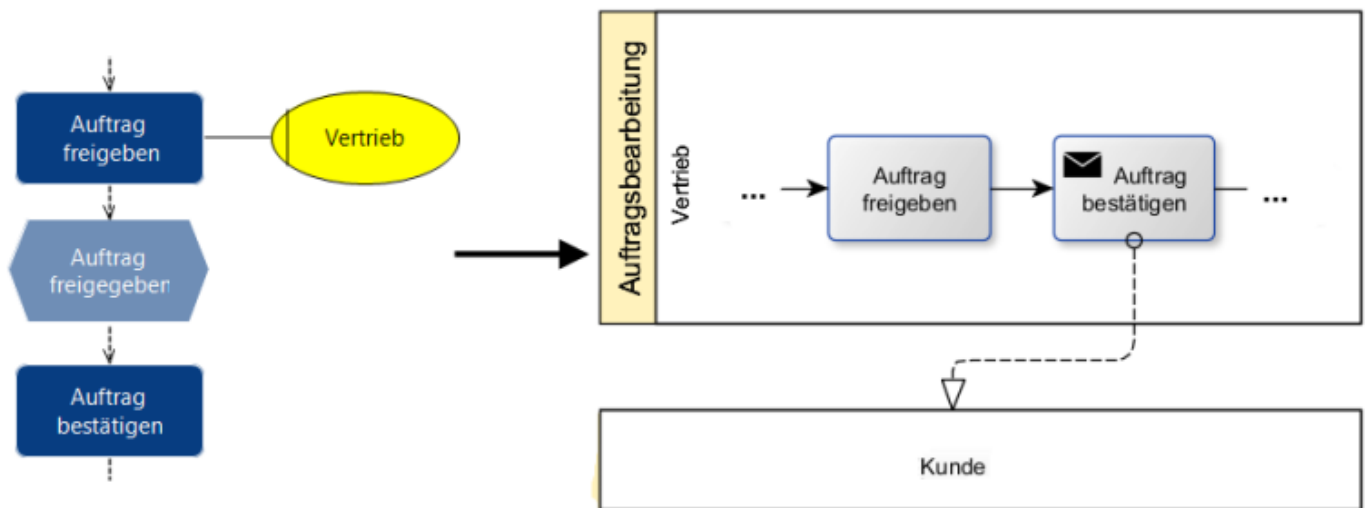 Auftrag
freigeben
Vertrieb
Auftrag
freigegeben
Auftrag
bestätigen
Auftragsbearbeitung
Vertrieb
...
Auftrag
freigeben
Auftrag
bestätigen
...
Kunde